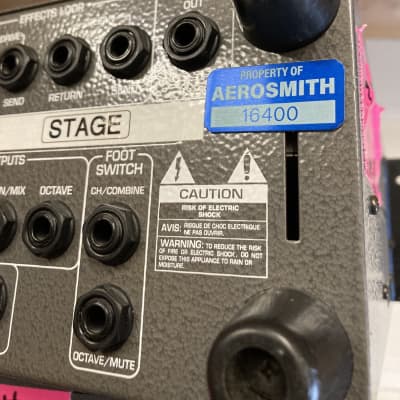 EFFECTS LOOP
OUT
SEND
RETURN
PROPERTY OF
AEROSMITH
16400
STAGE
FOOT
SWITCH
OCTAVE
CH/COMBINE
CAUTION
RISK OF ELECTRIC
SHOCK
AVIS: RISQUE DE CHOC ELECTRIQUE
NE PAS OUVRIR.
WARNING: TO REDUCE THE RISK
OF FIRE OR ELECTRIC SHOCK, DO NOT
EXPOSE THIS APPLIANCE TO RAIN OR
MOISTURE.
OCTAVE/MUTE